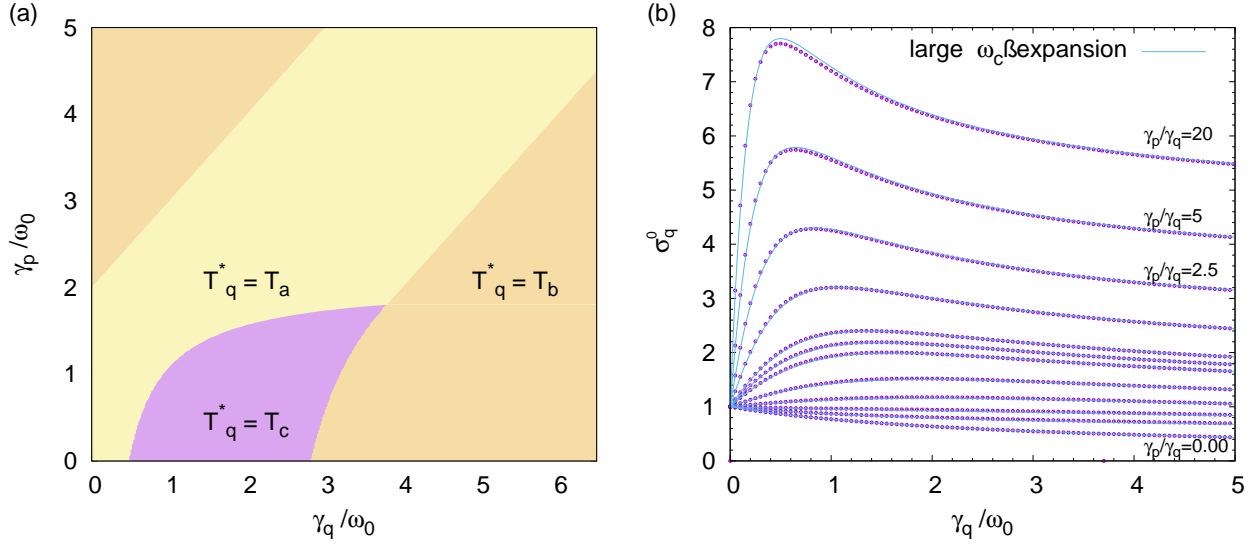 (a)
5
4
3
2
1
0
γp/ω0
T*q = Ta
T*q = Tb
T*q = Tc
0 1 2 3 4 5 6
γq/ω0
(b)
8
7
6
5
4
3
2
1
0
σq0
large ωcßexpansion
γp/γq=20
γp/γq=5
γp/γq=2.5
γp/γq=0.00
0 1 2 3 4 5
γq/ω0